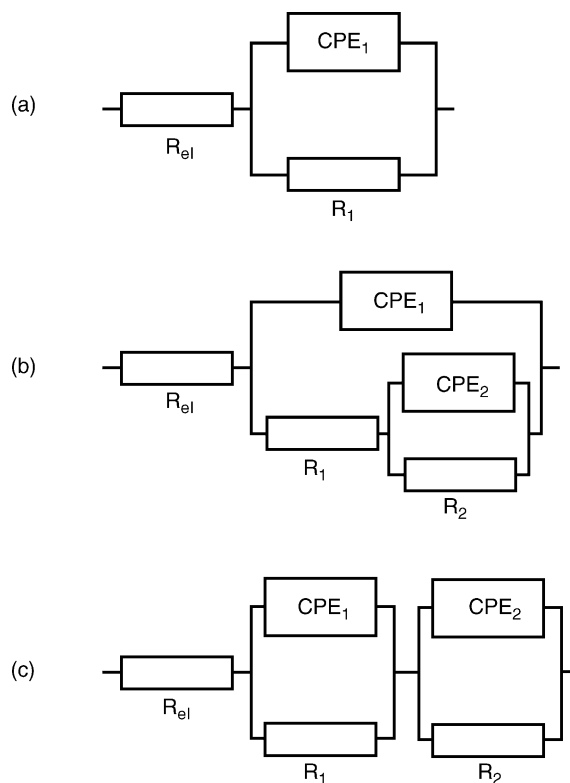 CPE₁
(a)
Rₑₗ
R₁
CPE₁
(b)
CPE₂
Rₑₗ
R₁
R₂
CPE₁ CPE₂
(c)
Rₑₗ
R₁ R₂